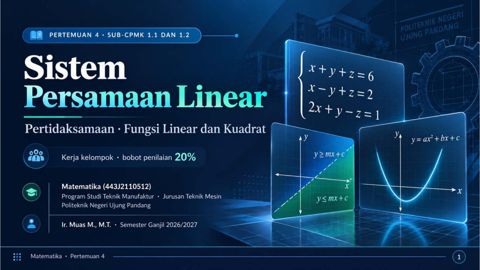 PERTEMUAN 4 • SUB-CPMK 1.1 DAN 1.2
POLITEKNIK NEGERI
UJUNG PANDANG
Sistem
Persamaan Linear
Pertidaksamaan · Fungsi Linear dan Kuadrat
x + y + z = 6
x − y + z = 2
2x + y − z = 1
y
y ≥ mx + c
x
y ≤ mx + c
y
y = ax² + bx + c
x
Kerja kelompok • bobot penilaian 20%
Matematika (443J2110512)
Program Studi Teknik Manufaktur • Jurusan Teknik Mesin
Politeknik Negeri Ujung Pandang
Ir. Muas M., M.T. • Semester Ganjil 2026/2027
Matematika • Pertemuan 4
1